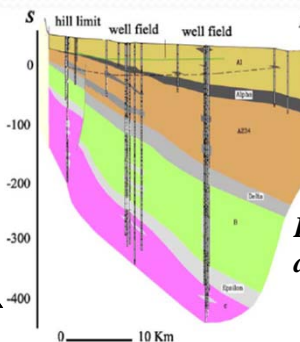 S
hill limit
well field
well field
0
A1
Alpha
-100
A234
-200
Delta
B
-300
Epsilon
-400
C
0
10 Km